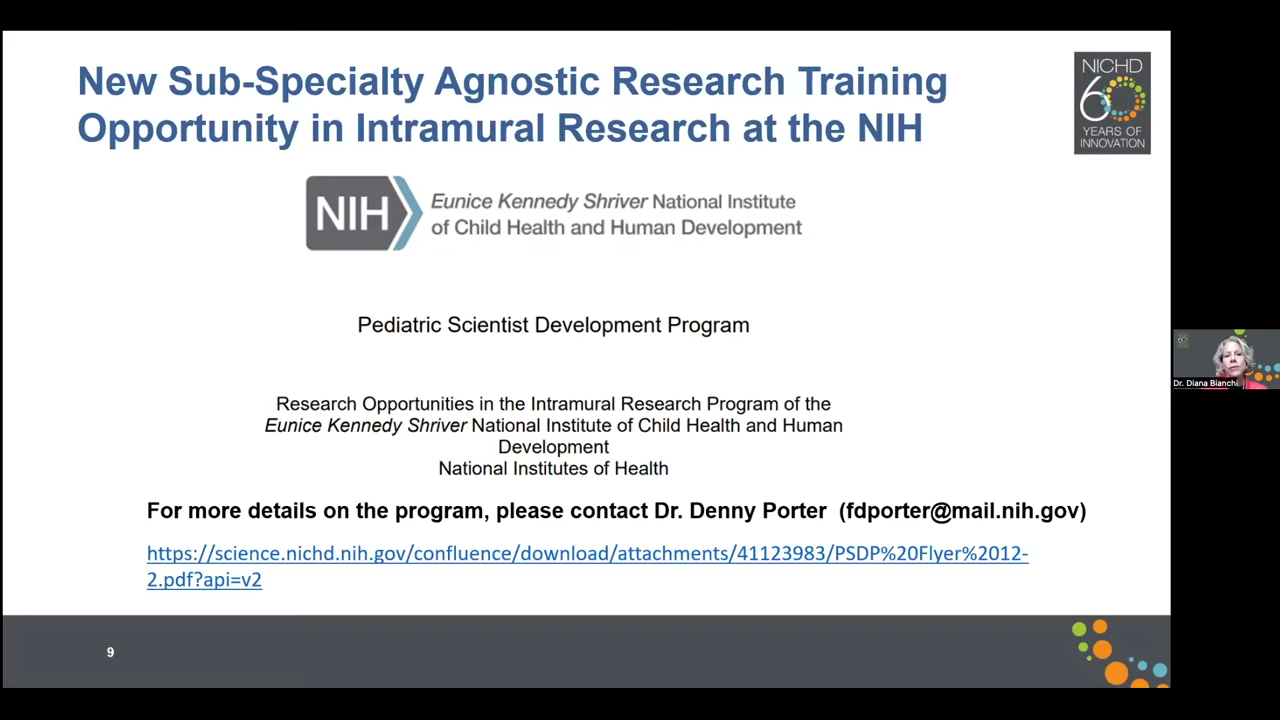 New Sub-Specialty Agnostic Research Training
Opportunity in Intramural Research at the NIH
NICHD
60
YEARS OF
INNOVATION
NIH
Eunice Kennedy Shriver National Institute
of Child Health and Human Development
Pediatric Scientist Development Program
Research Opportunities in the Intramural Research Program of the
Eunice Kennedy Shriver National Institute of Child Health and Human
Development
National Institutes of Health
For more details on the program, please contact Dr. Denny Porter (fdporter@mail.nih.gov)
https://science.nichd.nih.gov/confluence/download/attachments/41123983/PSDP%20Flyer%2012-
2.pdf?api=v2
60
Dr. Diana Bianchi
9